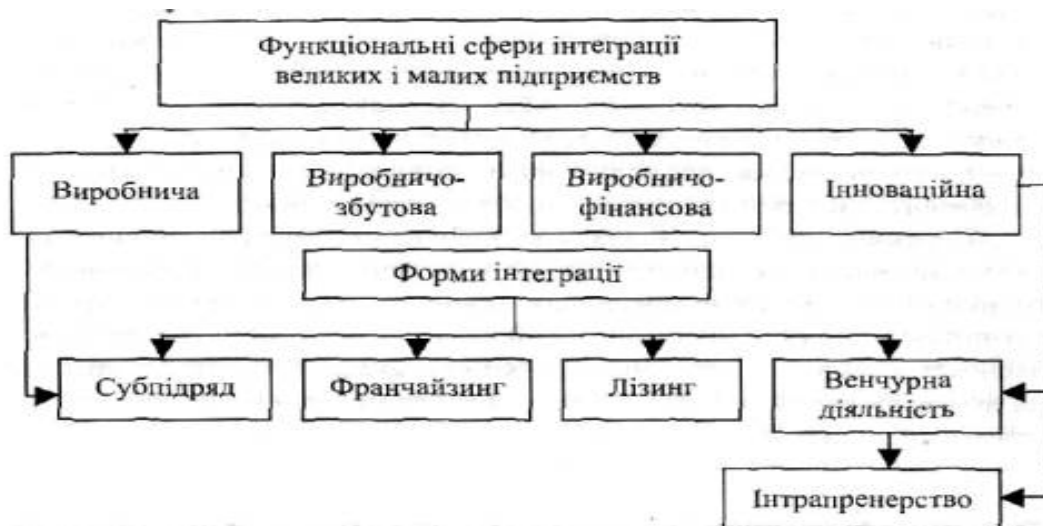 Функціональні сфери інтеграції
великих і малих підприємств
Виробнича
Виробничо-
збутова
Виробничо-
фінансова
Інноваційна
Форми інтеграції
Субпідряд
Франчайзинг
Лізинг
Венчурна
діяльність
Інтрапренерство